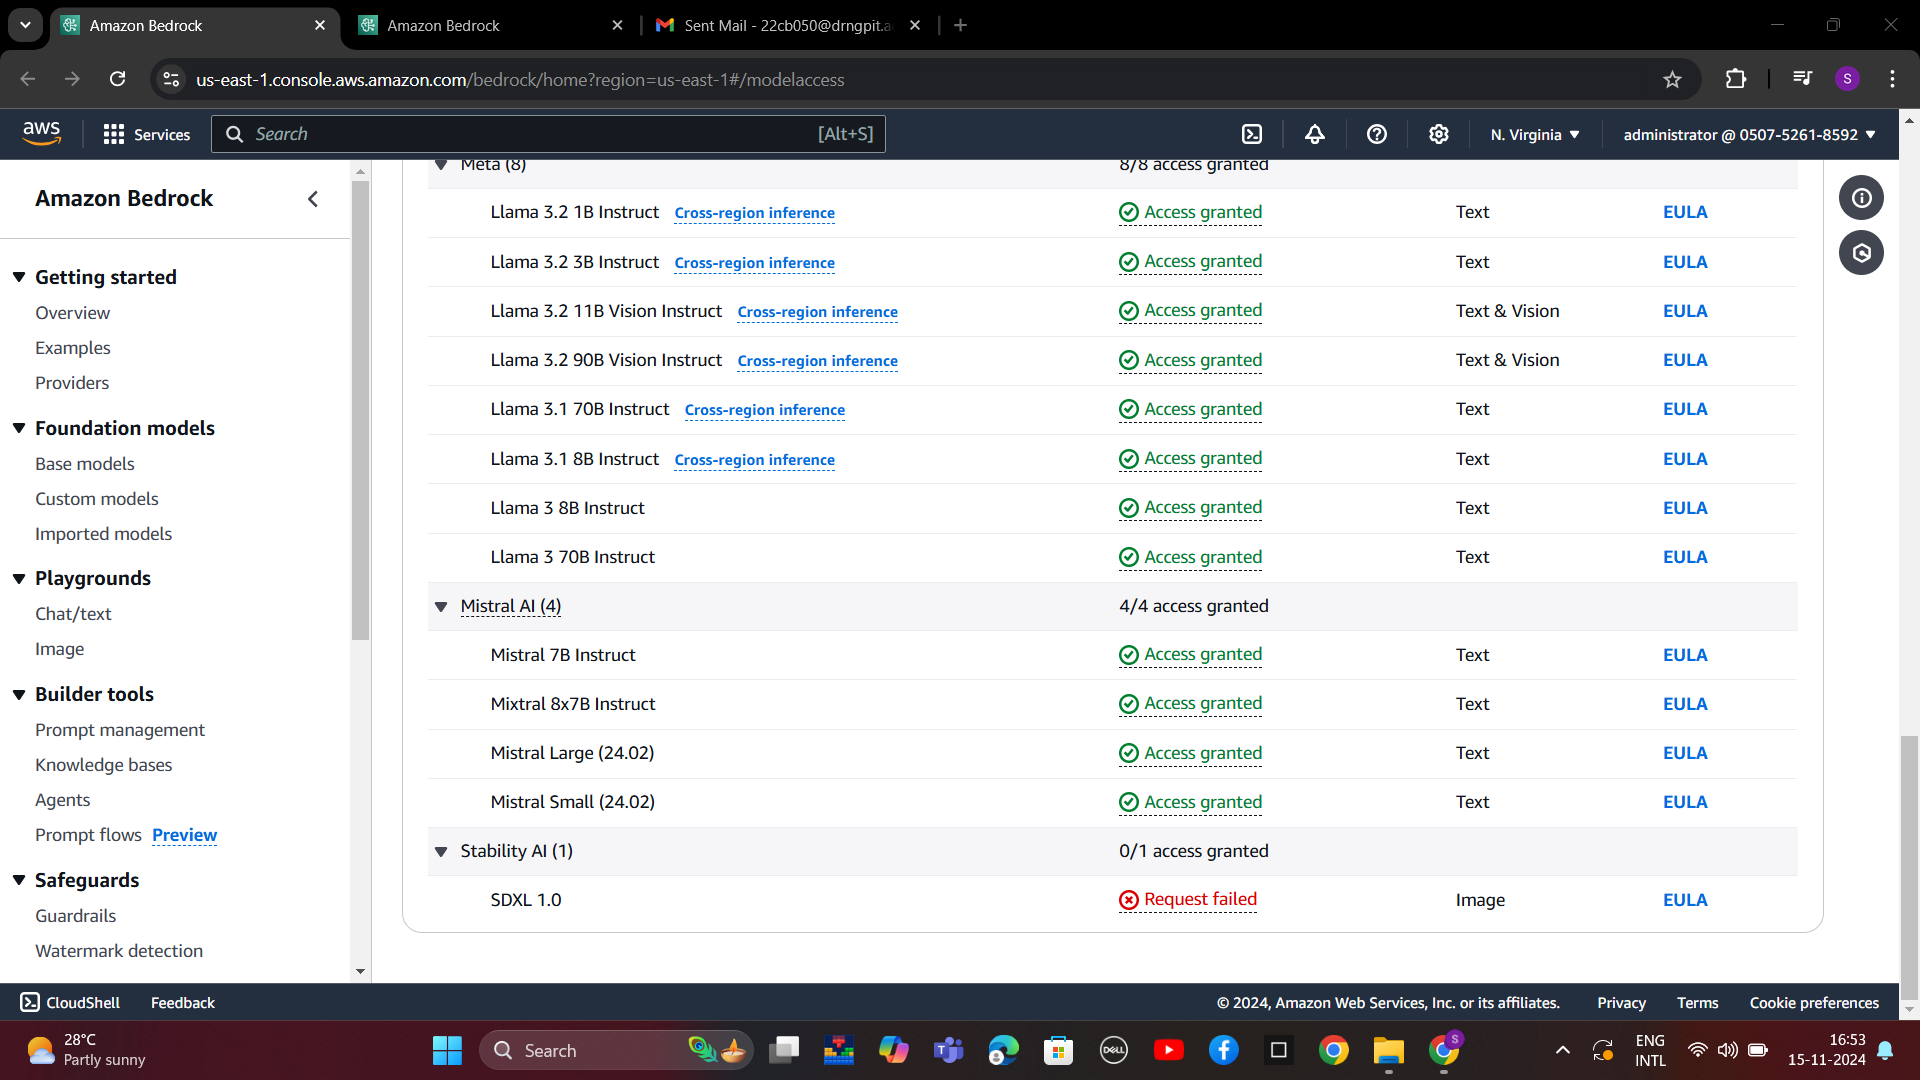 Amazon Bedrock
Amazon Bedrock
Sent Mail - 22cb050@drngpit.a
us-east-1.console.aws.amazon.com/bedrock/home?region=us-east-1#/modelaccess
S
aws
Services
Search
[Alt+S]
N. Virginia
administrator @ 0507-5261-8592
Amazon Bedrock
Getting started
Overview
Examples
Providers
Foundation models
Base models
Custom models
Imported models
Playgrounds
Chat/text
Image
Builder tools
Prompt management
Knowledge bases
Agents
Prompt flows Preview
Safeguards
Guardrails
Watermark detection
Meta (8) 8/8 access granted
Llama 3.2 1B Instruct Cross-region inference Access granted Text EULA
Llama 3.2 3B Instruct Cross-region inference Access granted Text EULA
Llama 3.2 11B Vision Instruct Cross-region inference Access granted Text & Vision EULA
Llama 3.2 90B Vision Instruct Cross-region inference Access granted Text & Vision EULA
Llama 3.1 70B Instruct Cross-region inference Access granted Text EULA
Llama 3.1 8B Instruct Cross-region inference Access granted Text EULA
Llama 3 8B Instruct Access granted Text EULA
Llama 3 70B Instruct Access granted Text EULA
Mistral AI (4) 4/4 access granted
Mistral 7B Instruct Access granted Text EULA
Mixtral 8x7B Instruct Access granted Text EULA
Mistral Large (24.02) Access granted Text EULA
Mistral Small (24.02) Access granted Text EULA
Stability AI (1) 0/1 access granted
SDXL 1.0 Request failed Image EULA
CloudShell Feedback © 2024, Amazon Web Services, Inc. or its affiliates. Privacy Terms Cookie preferences
28°C
Partly sunny
Search
DELL
S
ENG
INTL
16:53
15-11-2024